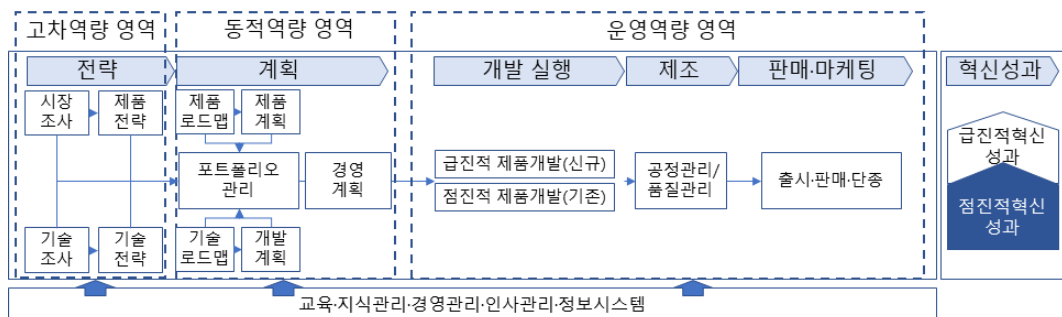 고차역량 영역
동적역량 영역
운영역량 영역
전략
계획
개발 실행
제조
판매·마케팅
혁신성과
시장
조사
제품
전략
제품
로드맵
제품
계획
포트폴리오
관리
경영
계획
급진적 제품개발(신규)
점진적 제품개발(기존)
공정관리/
품질관리
출시·판매·단종
급진적혁신
성과
점진적혁신
성과
기술
조사
기술
전략
기술
로드맵
개발
계획
교육·지식관리·경영관리·인사관리·정보시스템